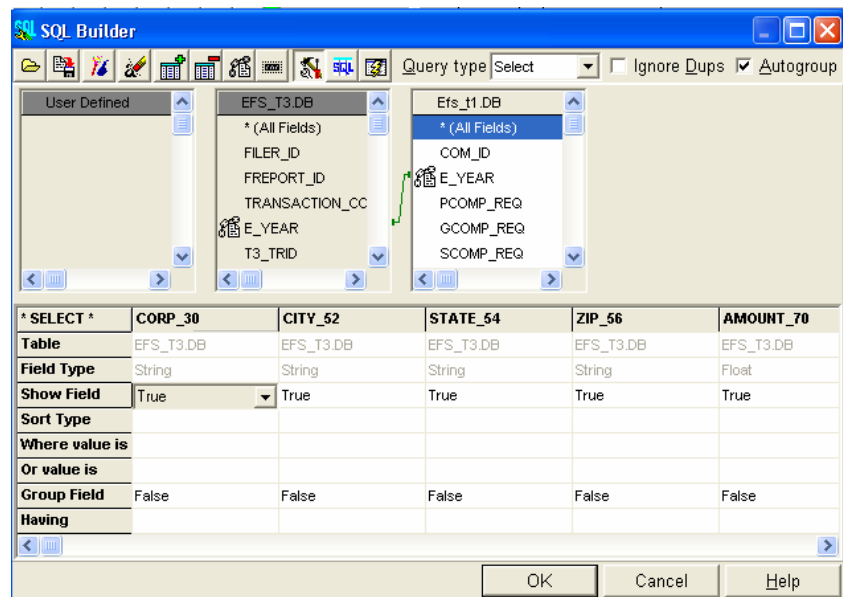 SQL SQL Builder
SQL Query type Select Ignore Dups Autogroup
User Defined EFS_T3.DB Efs_t1.DB
* (All Fields) * (All Fields)
FILER_ID COM_ID
FREPORT_ID E_YEAR
TRANSACTION_CC PCOMP_REQ
E_YEAR GCOMP_REQ
T3_TRID SCOMP_REQ
* SELECT * CORP_30 CITY_52 STATE_54 ZIP_56 AMOUNT_70
Table EFS_T3.DB EFS_T3.DB EFS_T3.DB EFS_T3.DB EFS_T3.DB
Field Type String String String String Float
Show Field True True True True True
Sort Type
Where value is
Or value is
Group Field False False False False False
Having
OK Cancel Help